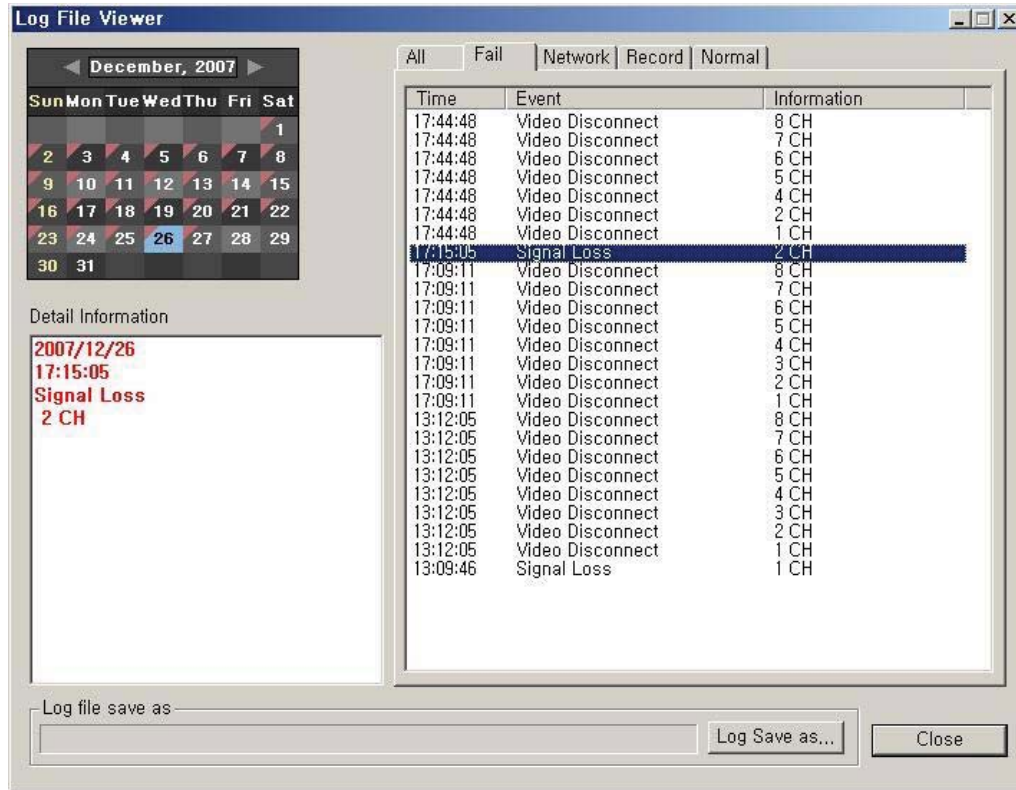 Log File Viewer
December, 2007
Sun Mon Tue Wed Thu Fri Sat
1
2 3 4 5 6 7 8
9 10 11 12 13 14 15
16 17 18 19 20 21 22
23 24 25 26 27 28 29
30 31
Detail Information
2007/12/26
17:15:05
Signal Loss
2 CH
All Fail Network Record Normal
Time Event Information
17:44:48 Video Disconnect 8 CH
17:44:48 Video Disconnect 7 CH
17:44:48 Video Disconnect 6 CH
17:44:48 Video Disconnect 5 CH
17:44:48 Video Disconnect 4 CH
17:44:48 Video Disconnect 2 CH
17:44:48 Video Disconnect 1 CH
17:15:05 Signal Loss 2 CH
17:09:11 Video Disconnect 8 CH
17:09:11 Video Disconnect 7 CH
17:09:11 Video Disconnect 6 CH
17:09:11 Video Disconnect 5 CH
17:09:11 Video Disconnect 4 CH
17:09:11 Video Disconnect 3 CH
17:09:11 Video Disconnect 2 CH
17:09:11 Video Disconnect 1 CH
13:12:05 Video Disconnect 8 CH
13:12:05 Video Disconnect 7 CH
13:12:05 Video Disconnect 6 CH
13:12:05 Video Disconnect 5 CH
13:12:05 Video Disconnect 4 CH
13:12:05 Video Disconnect 3 CH
13:12:05 Video Disconnect 2 CH
13:12:05 Video Disconnect 1 CH
13:09:46 Signal Loss 1 CH
Log file save as
Log Save as,,,
Close